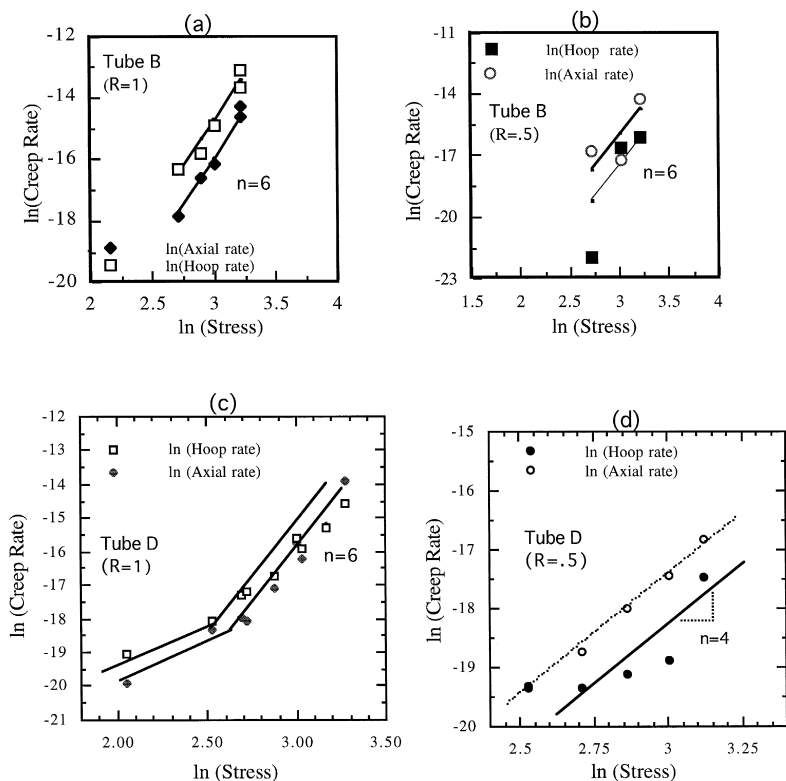 (a)
-12
-14
-16
-18
-20
ln(Creep Rate)
Tube B
(R=1)
n=6
ln(Axial rate)
ln(Hoop rate)
2 2.5 3 3.5 4
ln (Stress)
(b)
-11
-14
-17
-20
-23
ln(Creep Rate)
ln(Hoop rate)
ln(Axial rate)
Tube B
(R=.5)
n=6
1.5 2 2.5 3 3.5 4
ln (Stress)
(c)
-12
-13
-14
-15
-16
-17
-18
-19
-20
-21
ln (Creep Rate)
ln (Hoop rate)
ln (Axial rate)
Tube D
(R=1)
n=6
2.00 2.50 3.00 3.50
ln (Stress)
(d)
-15
-16
-17
-18
-19
-20
ln (Creep Rate)
ln (Hoop rate)
ln (Axial rate)
Tube D
(R=.5)
n=4
2.5 2.75 3 3.25
ln (Stress)